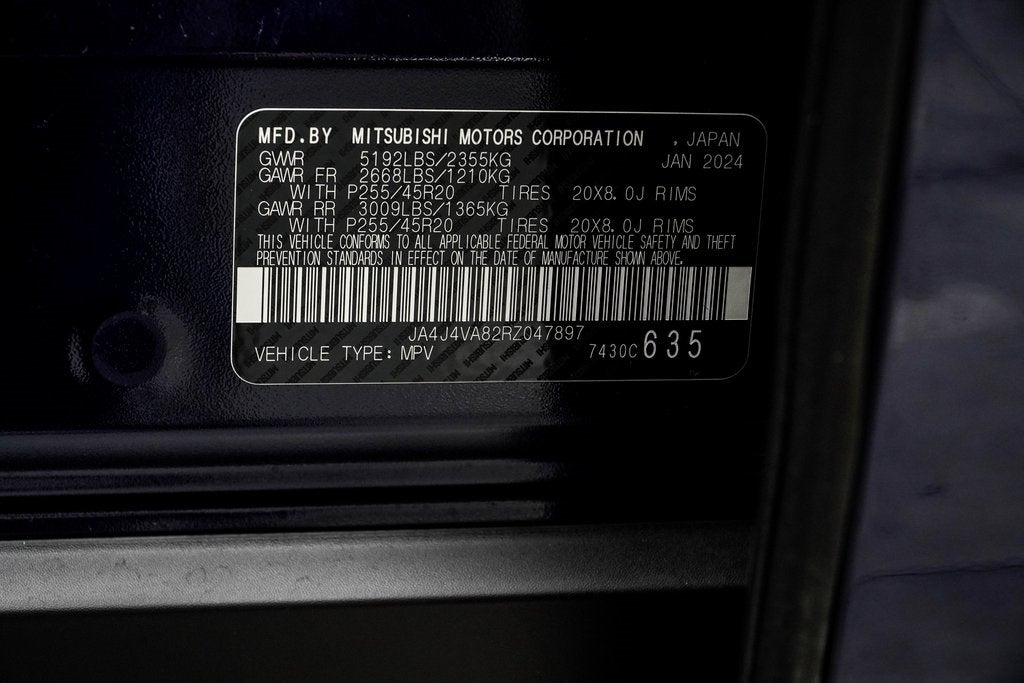 MFD.BY MITSUBISHI MOTORS CORPORATION , JAPAN
GWWR 5192LBS/2355KG JAN 2024
GAWR FR 2668LBS/1210KG
WITH P255/45R20 TIRES 20X8.0J RIMS
GAWR RR 3009LBS/1365KG
WITH P255/45R20 TIRES 20X8.0J RIMS
THIS VEHICLE CONFORMS TO ALL APPLICABLE FEDERAL MOTOR VEHICLE SAFETY AND THEFT
PREVENTION STANDARDS IN EFFECT ON THE DATE OF MANUFACTURE SHOWN ABOVE.
JA4J4VA82RZ047897
VEHICLE TYPE: MPV 7430C 635